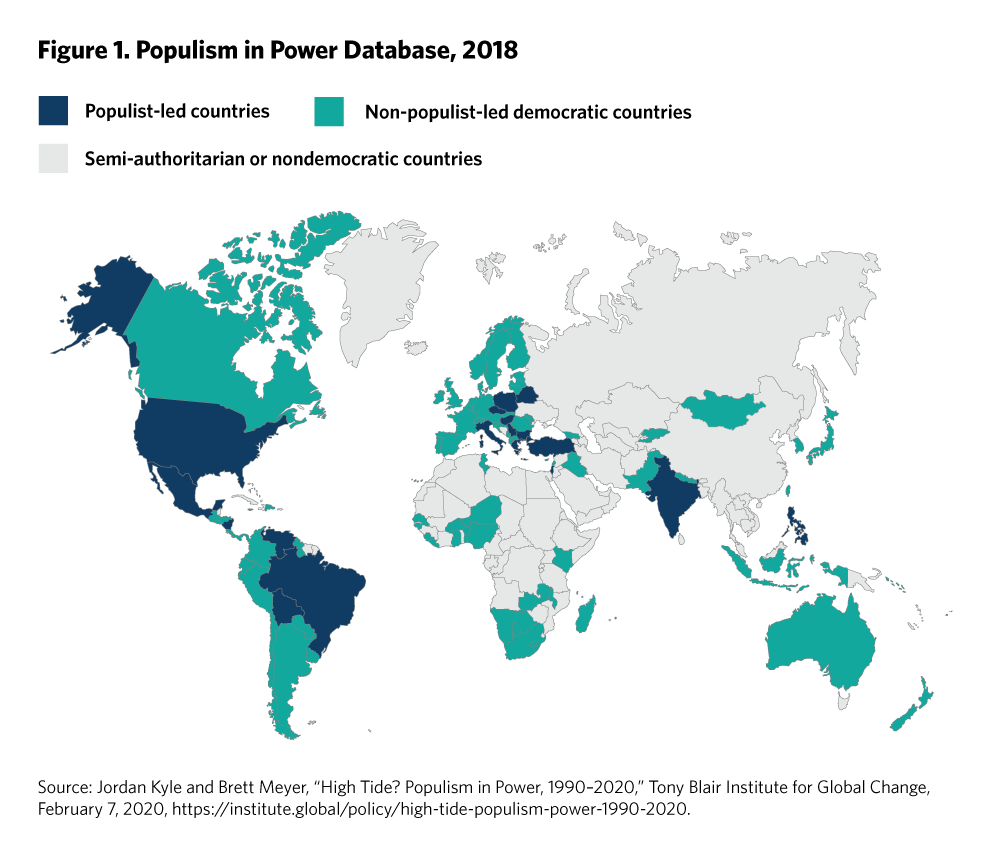 Figure 1. Populism in Power Database, 2018
Populist-led countries
Non-populist-led democratic countries
Semi-authoritarian or nondemocratic countries
Source: Jordan Kyle and Brett Meyer, “High Tide? Populism in Power, 1990–2020,” Tony Blair Institute for Global Change,
February 7, 2020, https://institute.global/policy/high-tide-populism-power-1990-2020.